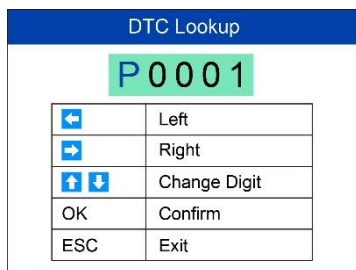 DTC Lookup
P0001
Left
Right
Change Digit
OK Confirm
ESC Exit